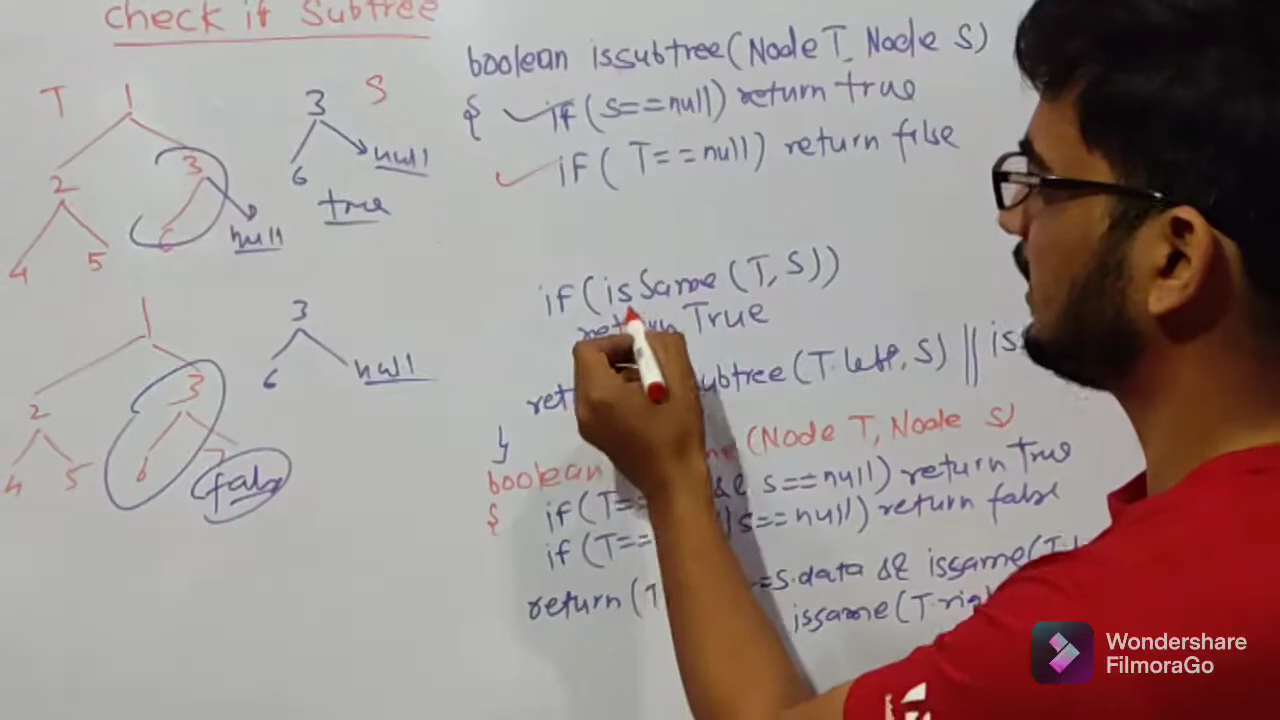 Check if Subtree
T
1
2 3
4 5 6 null
S
3
6 null
true
1
2 3
4 5 6 7
false
3
6 null
boolean issubtree(Node T, Node S)
{ if (s==null) return true
if ( T==null) return false
if (isSame (T, S))
return True
(T.left, S) ||
}
boolean (Node T, Node S)
{ if (T== s==null) return True
if (T== || s==null) return false
return (T =S.data && issame(T.
issame(T.right
Wondershare
FilmoraGo